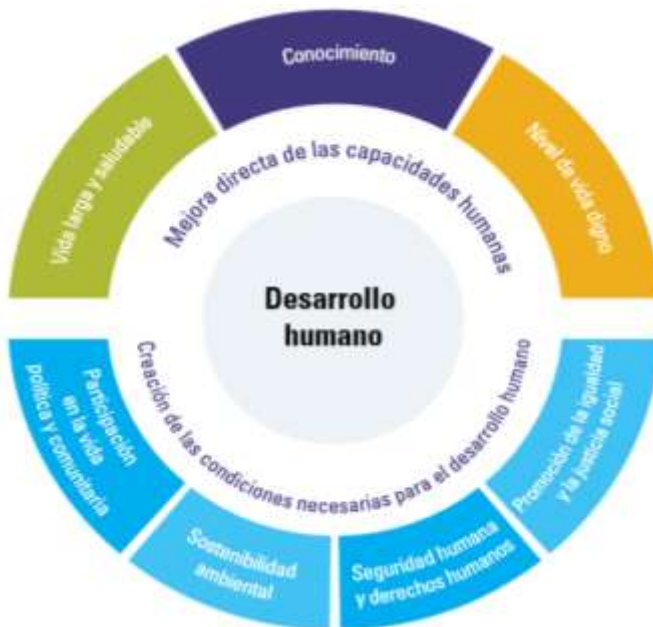 Conocimiento
Vida larga y saludable
Nivel de vida digno
Mejora directa de las capacidades humanas
Desarrollo
humano
Creación de las condiciones necesarias para el desarrollo humano
Participación
en la vida
política y comunitaria
Sostenibilidad
ambiental
Seguridad humana
y derechos humanos
Promoción de la igualdad
y la justicia social